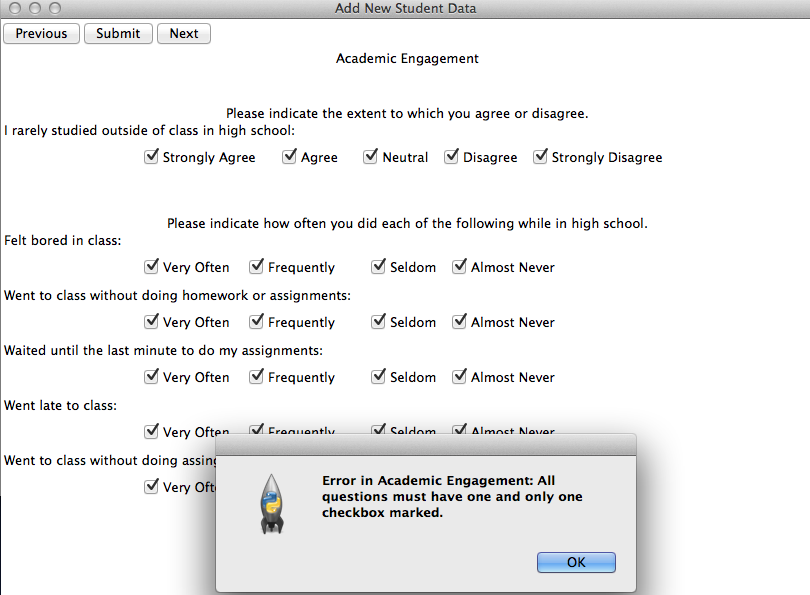 Add New Student Data
Previous Submit Next
Academic Engagement
Please indicate the extent to which you agree or disagree.
I rarely studied outside of class in high school:
Strongly Agree Agree Neutral Disagree Strongly Disagree
Please indicate how often you did each of the following while in high school.
Felt bored in class:
Very Often Frequently Seldom Almost Never
Went to class without doing homework or assignments:
Very Often Frequently Seldom Almost Never
Waited until the last minute to do my assignments:
Very Often Frequently Seldom Almost Never
Went late to class:
Very Often Frequently Seldom Almost Never
Went to class without doing assing
Very Oft
Error in Academic Engagement: All
questions must have one and only one
checkbox marked.
OK